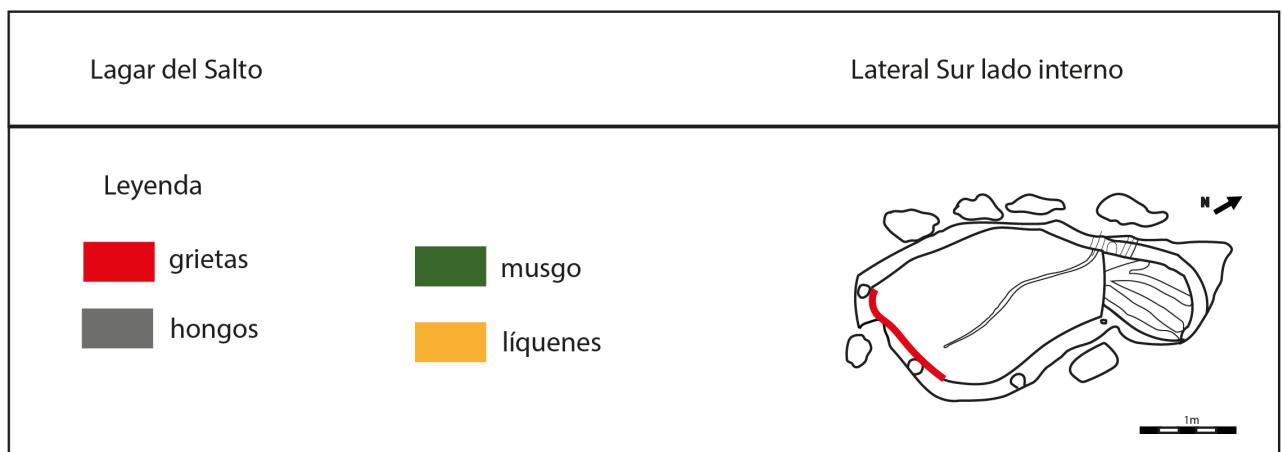 Lagar del Salto
Lateral Sur lado interno
Leyenda
grietas
musgo
hongos
líquenes
N
1m